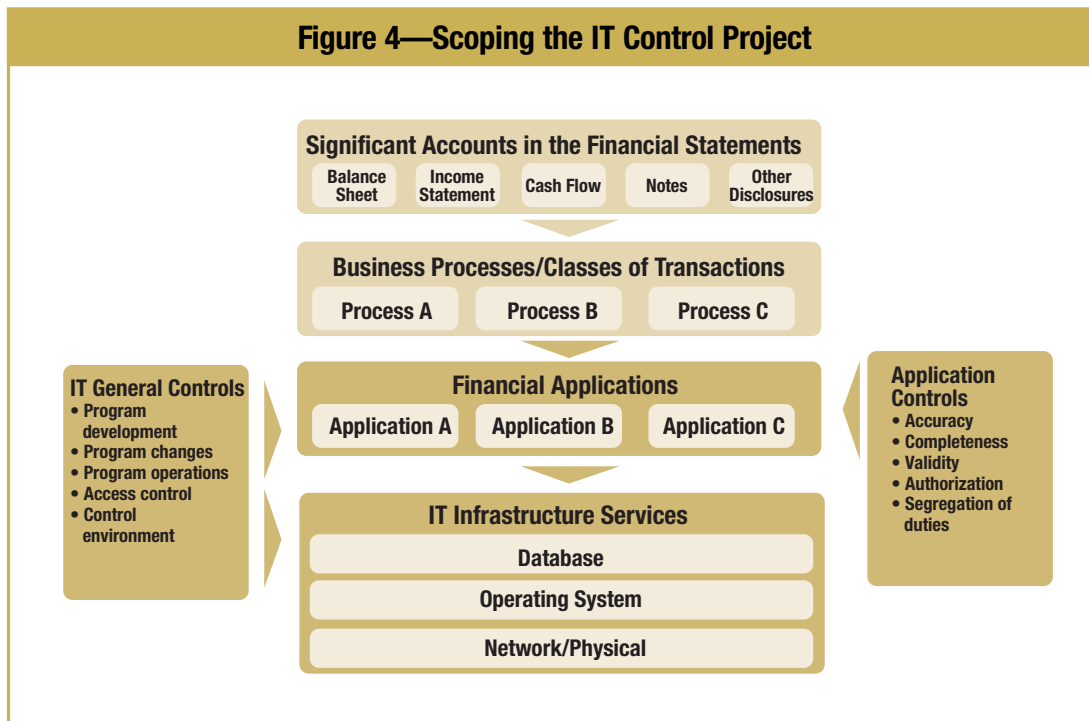 Figure 4—Scoping the IT Control Project
Significant Accounts in the Financial Statements
Balance
Sheet
Income
Statement
Cash Flow
Notes
Other
Disclosures
Business Processes/Classes of Transactions
Process A
Process B
Process C
IT General Controls
• Program
development
• Program changes
• Program operations
• Access control
• Control
environment
Financial Applications
Application A
Application B
Application C
Application
Controls
• Accuracy
• Completeness
• Validity
• Authorization
• Segregation of
duties
IT Infrastructure Services
Database
Operating System
Network/Physical